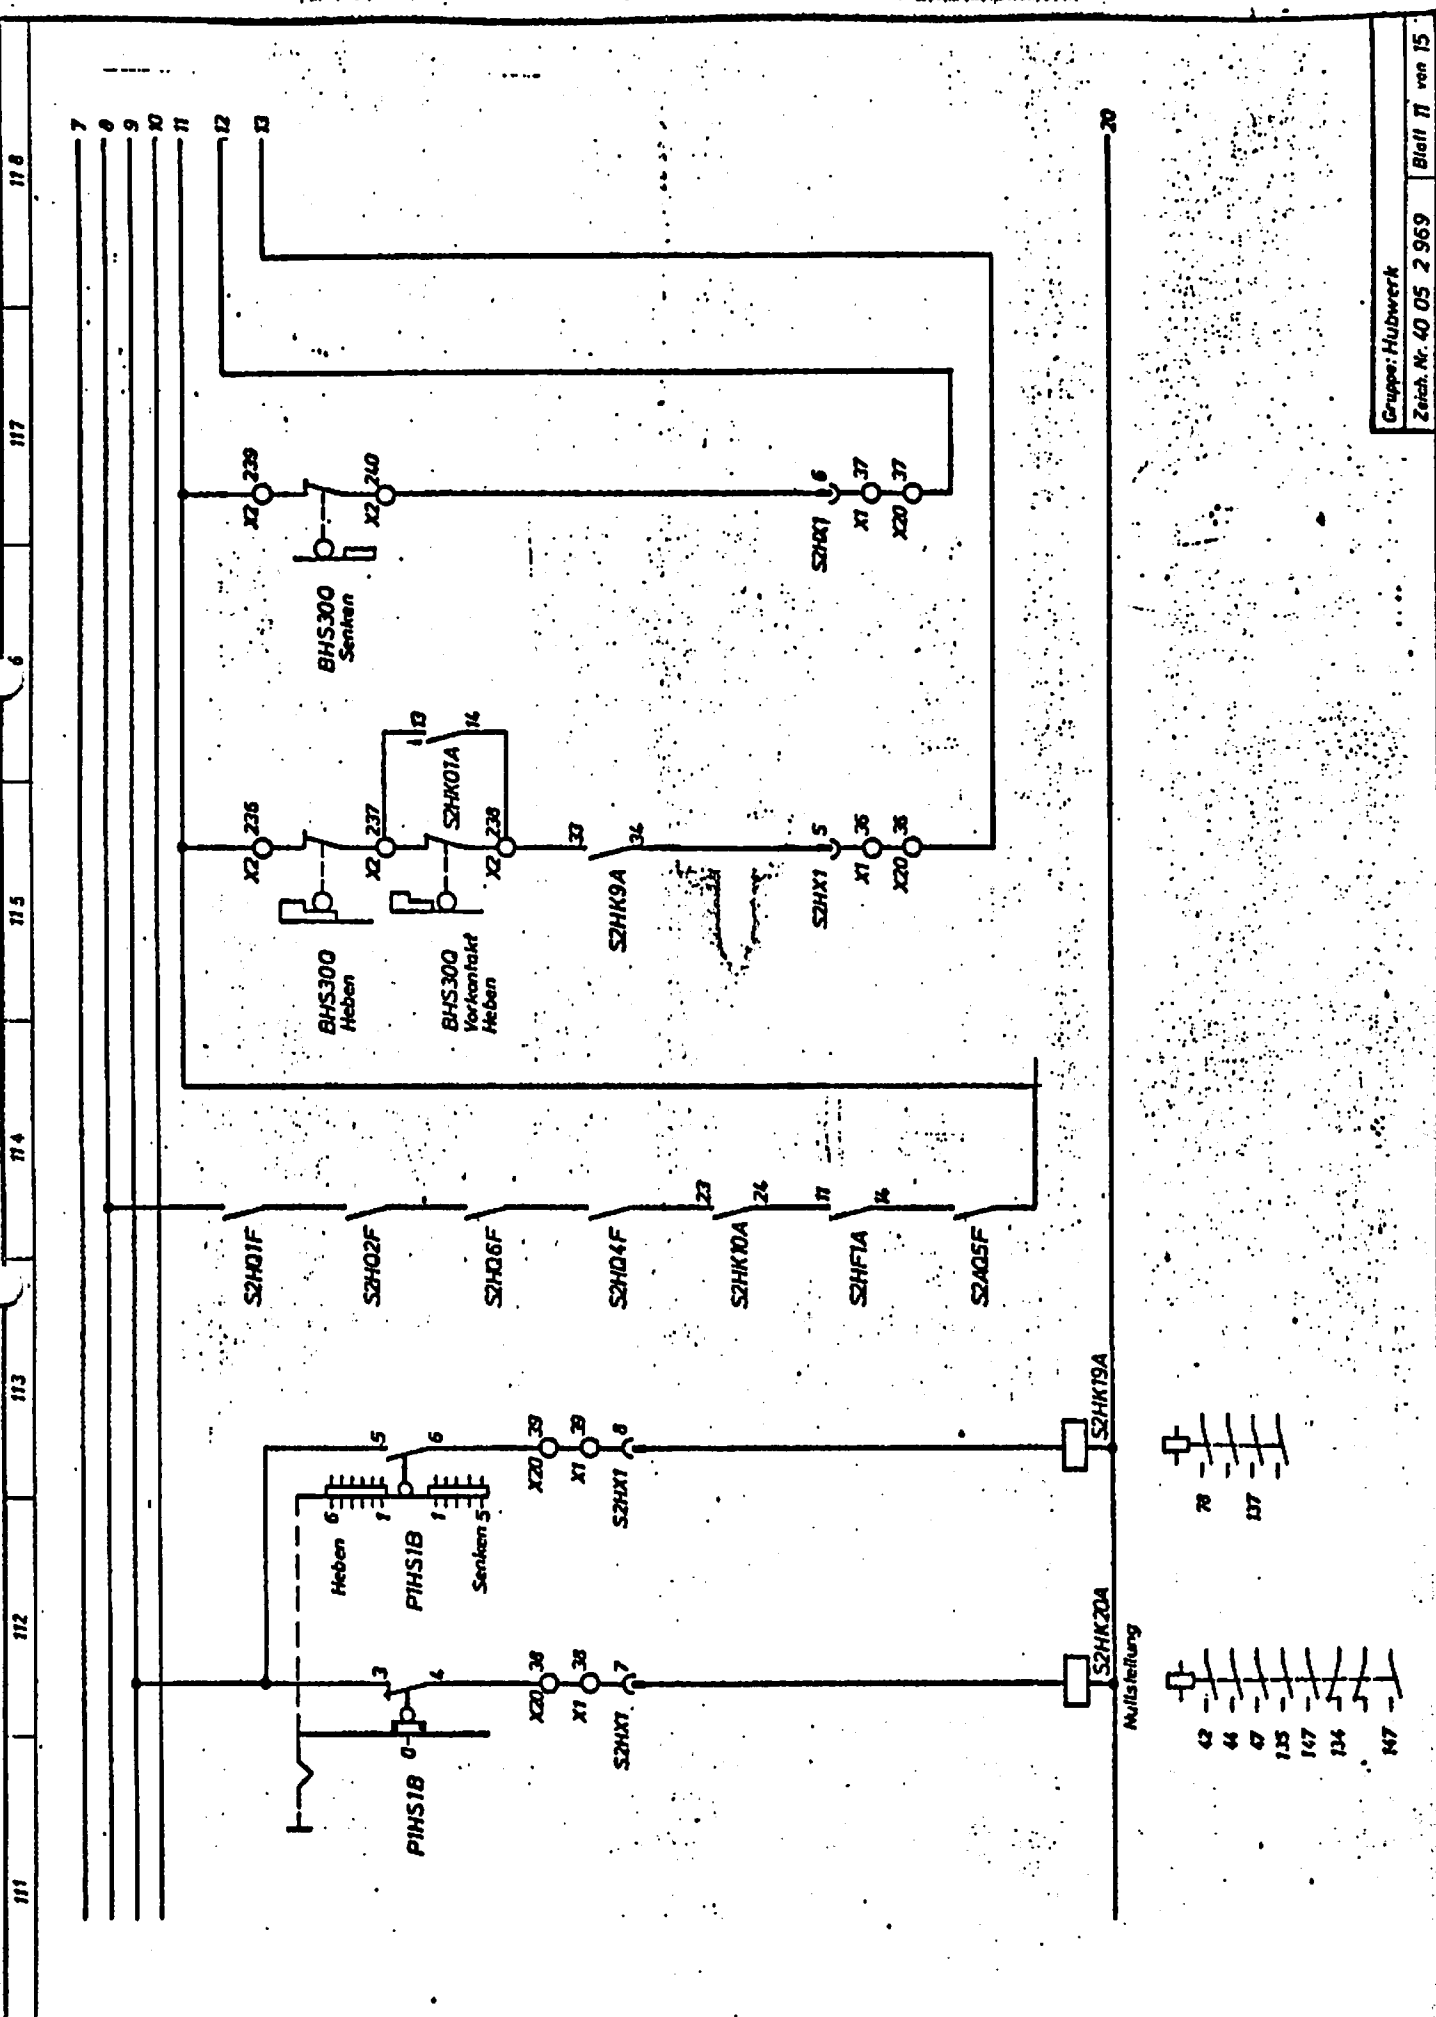 111
112
113
114
115
6
117
118
7
8
9
10
11
12
13
20
P1HS1B
0
3
4
X20 38
X1 38
S2HX1 7
S2HK20A
Nullstellung
42
44
47
135
147
134
147
Heben
6
1
P1HS1B
1
Senken 5
5
6
X20 39
X1 39
S2HX1 8
S2HK19A
78
137
S2HQ1F
S2HQ2F
S2HQ6F
S2HQ4F
23
S2HK10A
24
11
S2HF1A
14
S2AQ5F
X2 236
BHS30Q
Heben
X2 237
BHS30Q
Vorkontakt
Heben
13
S2HK01A
14
X2 238
33
S2HK9A
34
S2HX1 5
X1 36
X20 36
X2 239
BHS30Q
Senken
X2 240
S2HX1 6
X1 37
X20 37
Gruppe: Hubwerk
Zeich. Nr. 40 05 2 969 Blatt 11 von 15